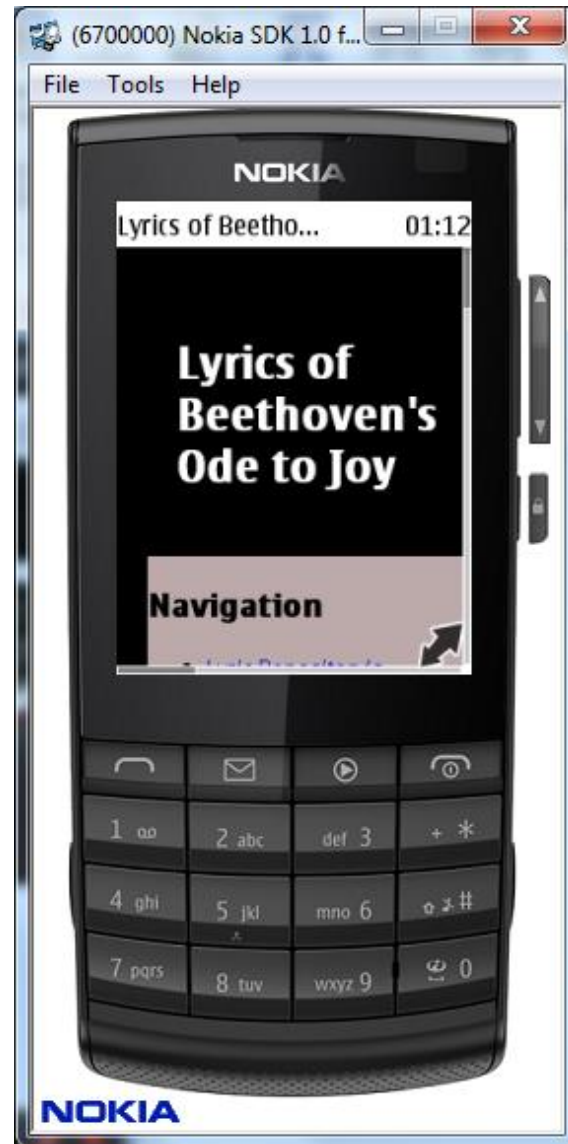 (6700000) Nokia SDK 1.0 f...
File Tools Help
NOKIA
Lyrics of Beetho... 01:12
Lyrics of
Beethoven's
Ode to Joy
Navigation
1
2 abc
def 3
+ *
4 ghi
5 jkl
mno 6
#
7 pqrs
8 tuv
wxyz 9
0
NOKIA